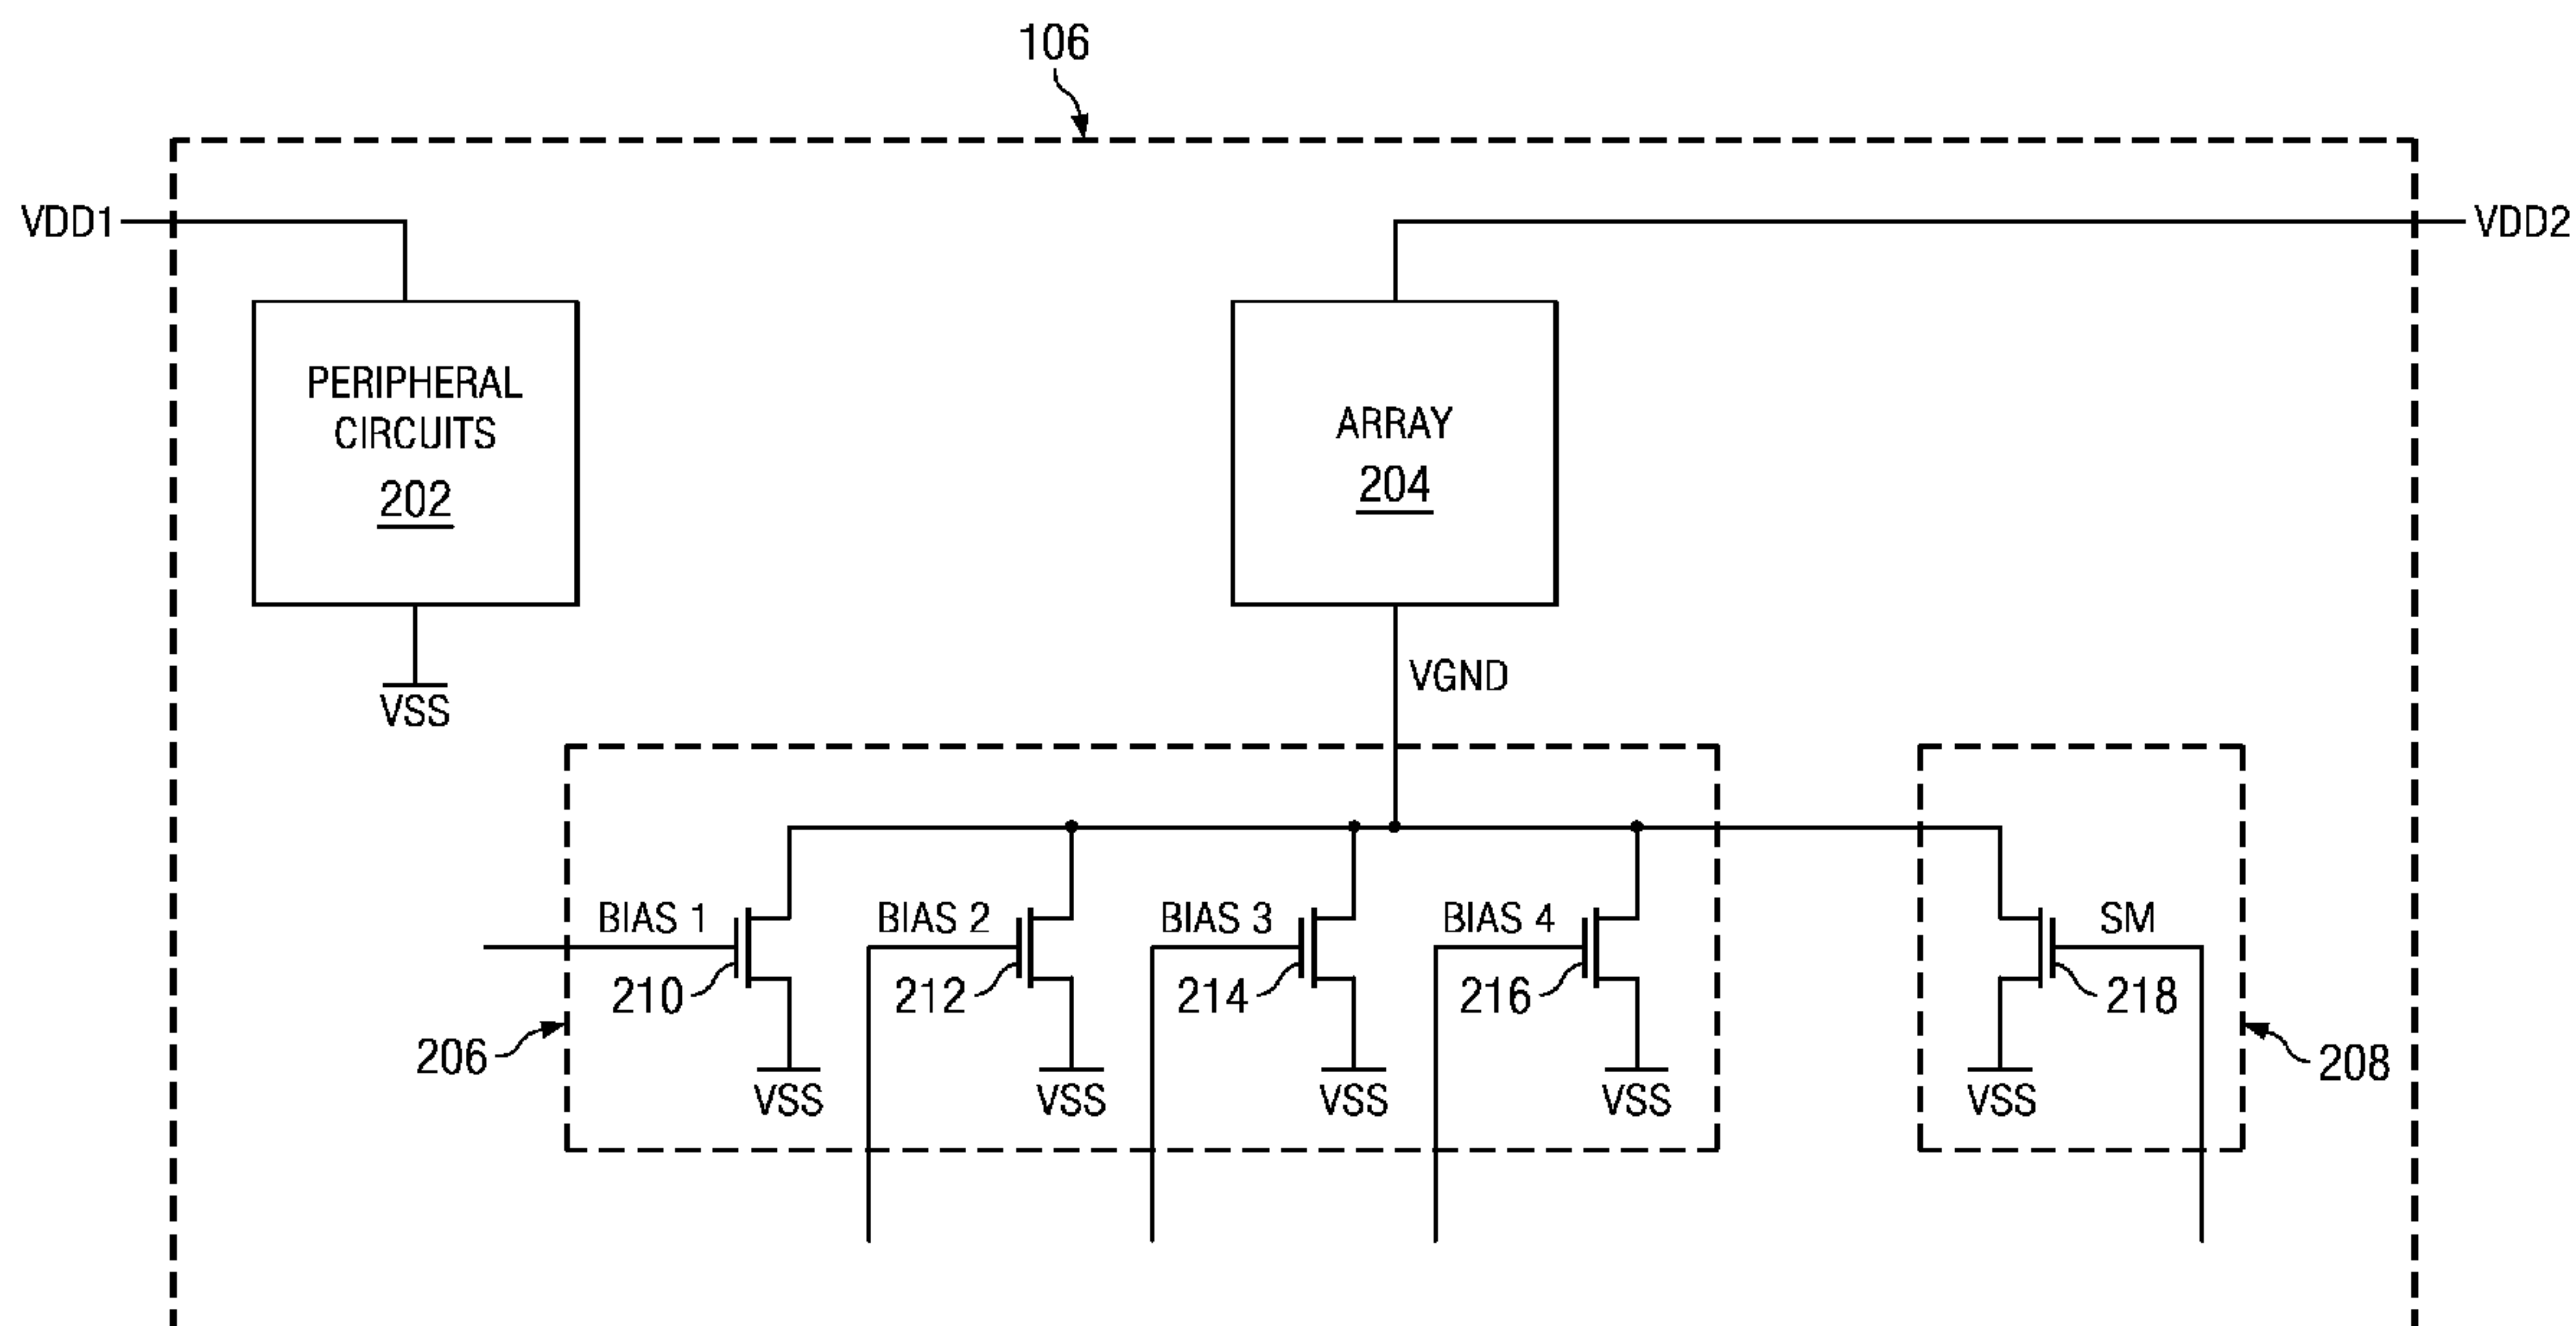 106
VDD1
VDD2
PERIPHERAL
CIRCUITS
202
ARRAY
204
VGND
VSS
BIAS 1
BIAS 2
BIAS 3
BIAS 4
SM
210
212
214
216
218
206
208
VSS
VSS
VSS
VSS
VSS